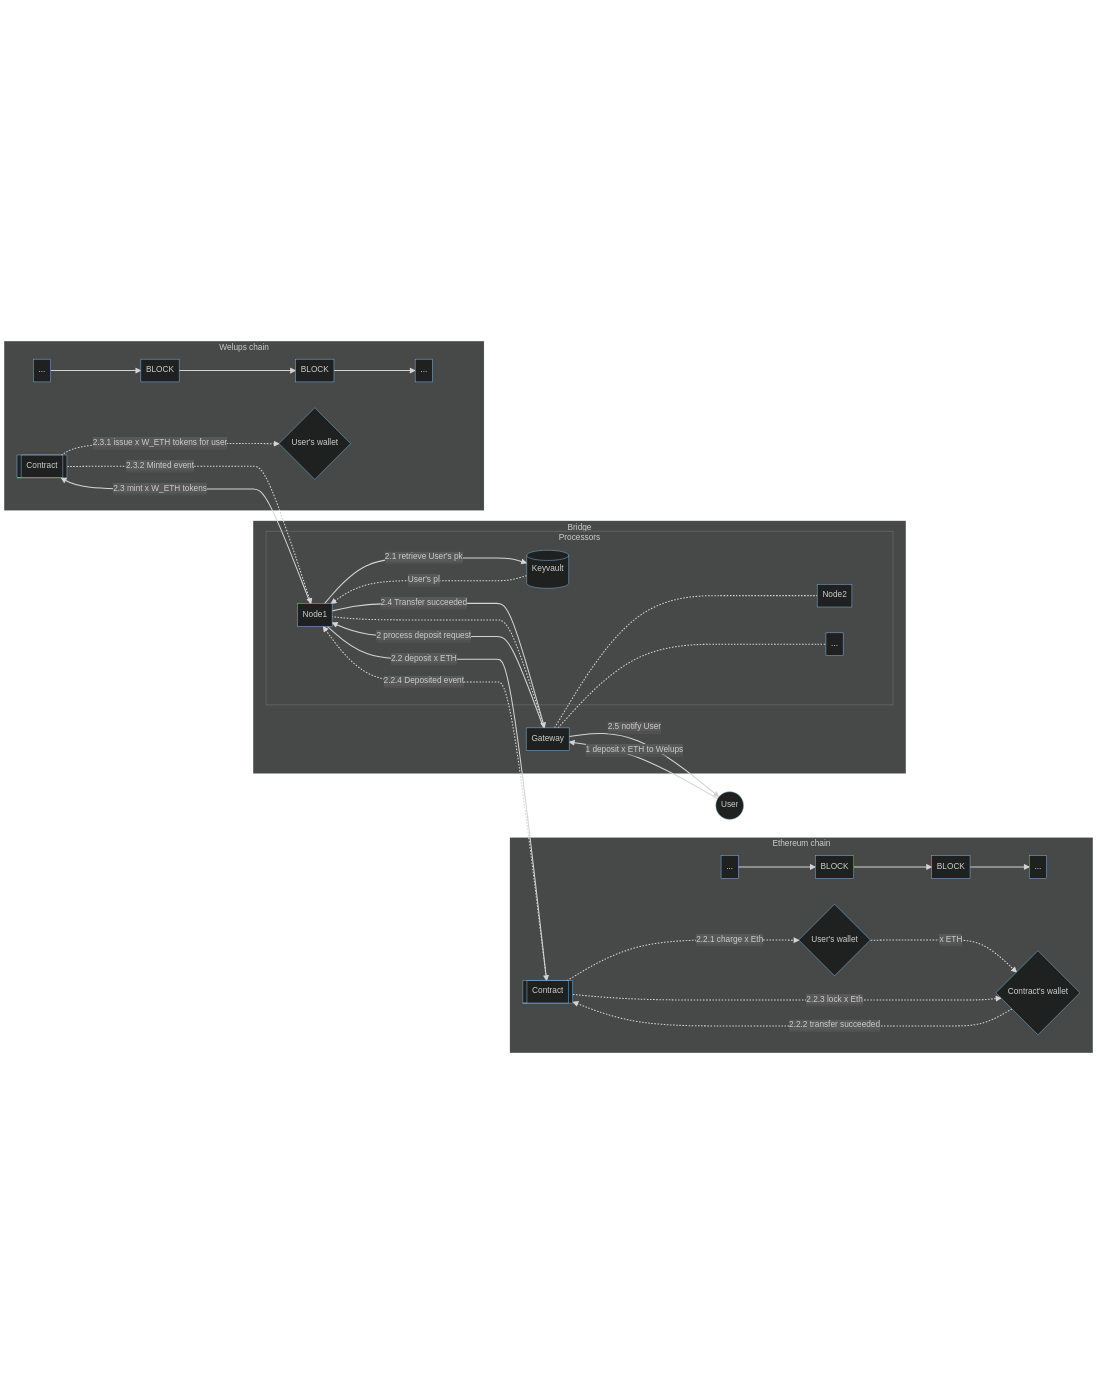 Welups chain
...
BLOCK
BLOCK
...
2.3.1 issue x W_ETH tokens for user
User's wallet
Contract
2.3.2 Minted event
2.3 mint x W_ETH tokens
Bridge
Processors
2.1 retrieve User's pk
Keyvault
User's pl
Node2
2.4 Transfer succeeded
Node1
2 process deposit request
...
2.2 deposit x ETH
2.2.4 Deposited event
2.5 notify User
Gateway
1 deposit x ETH to Welups
User
Ethereum chain
...
BLOCK
BLOCK
...
2.2.1 charge x Eth
User's wallet
x ETH
Contract
Contract's wallet
2.2.3 lock x Eth
2.2.2 transfer succeeded